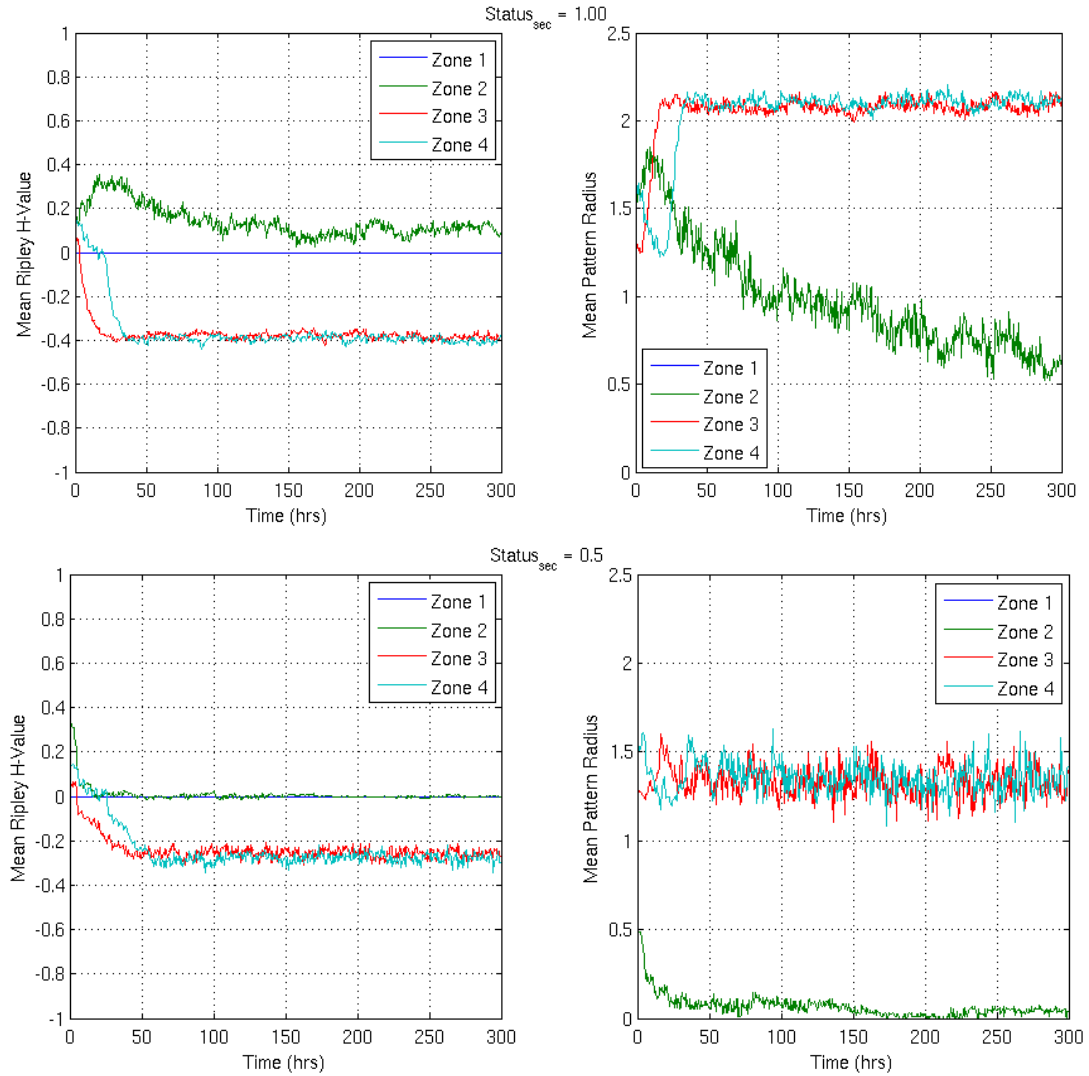 Status_sec = 1.00
Mean Ripley H-Value
1
0.8
0.6
0.4
0.2
0
-0.2
-0.4
-0.6
-0.8
-1
0 50 100 150 200 250 300
Time (hrs)
Zone 1
Zone 2
Zone 3
Zone 4
Mean Pattern Radius
2.5
2
1.5
1
0.5
0
0 50 100 150 200 250 300
Time (hrs)
Zone 1
Zone 2
Zone 3
Zone 4
Status_sec = 0.5
Mean Ripley H-Value
1
0.8
0.6
0.4
0.2
0
-0.2
-0.4
-0.6
-0.8
-1
0 50 100 150 200 250 300
Time (hrs)
Zone 1
Zone 2
Zone 3
Zone 4
Mean Pattern Radius
2.5
2
1.5
1
0.5
0
0 50 100 150 200 250 300
Time (hrs)
Zone 1
Zone 2
Zone 3
Zone 4